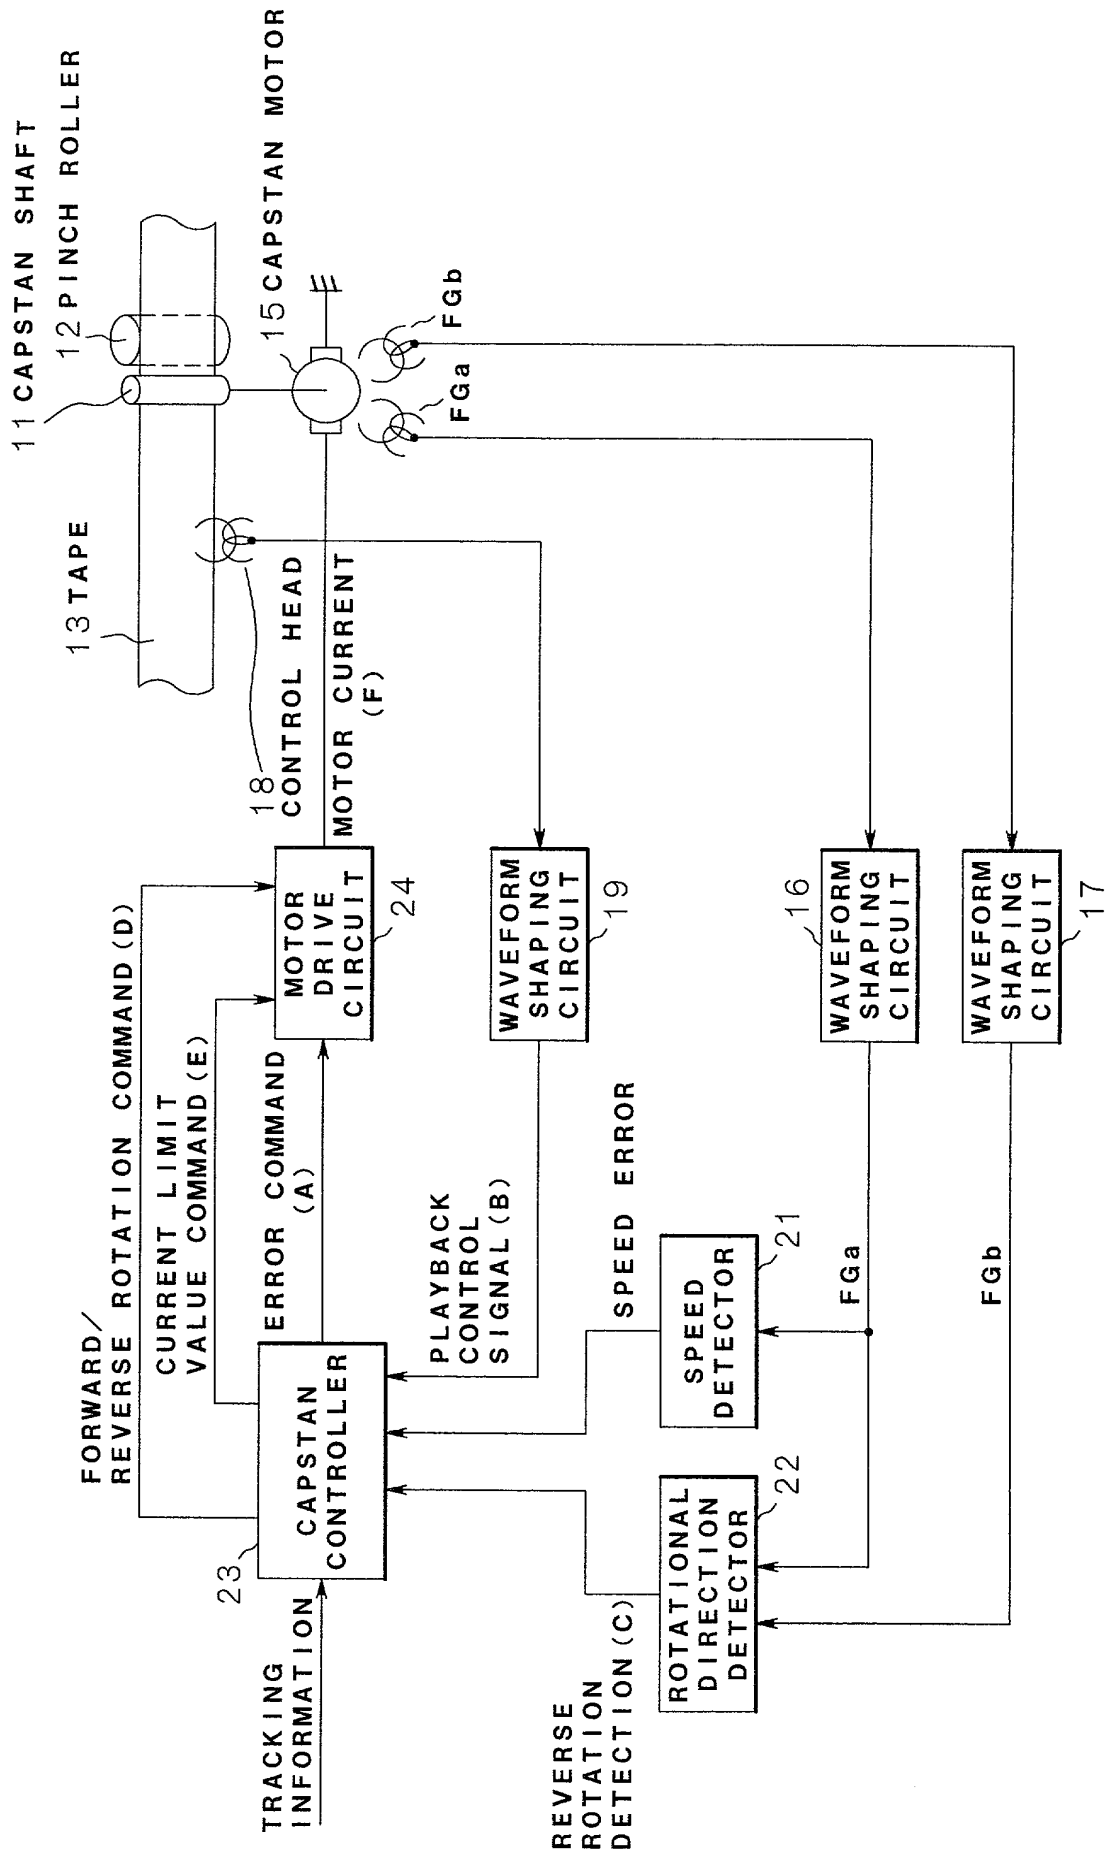 11 CAPSTAN SHAFT
12 PINCH ROLLER
13 TAPE
15 CAPSTAN MOTOR
FGa
FGb
18
CONTROL HEAD
MOTOR CURRENT
(F)
FORWARD/
REVERSE ROTATION COMMAND (D)
CURRENT LIMIT
VALUE COMMAND (E)
ERROR COMMAND
(A)
MOTOR
DRIVE
CIRCUIT
24
TRACKING
INFORMATION
23
CAPSTAN
CONTROLLER
PLAYBACK
CONTROL
SIGNAL (B)
WAVEFORM
SHAPING
CIRCUIT
19
SPEED ERROR
REVERSE
ROTATION
DETECTION (C)
SPEED
DETECTOR
21
ROTATIONAL
DIRECTION
DETECTOR
22
FGa
16
WAVEFORM
SHAPING
CIRCUIT
FGb
WAVEFORM
SHAPING
CIRCUIT
17